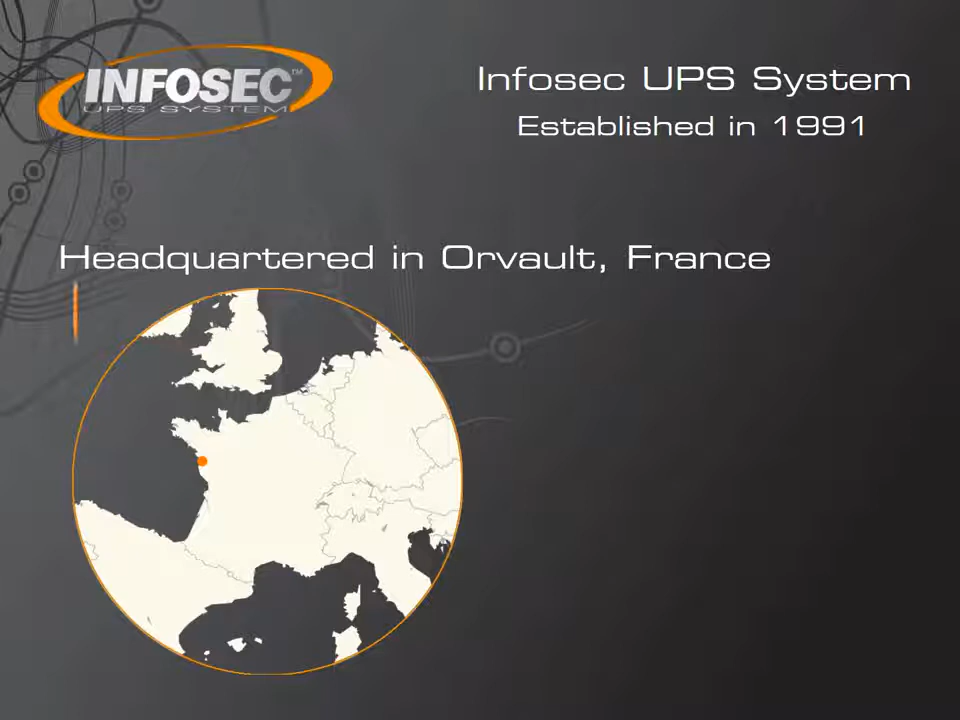 INFOSEC™
UPS SYSTEM
Infosec UPS System
Established in 1991
Headquartered in Orvault, France